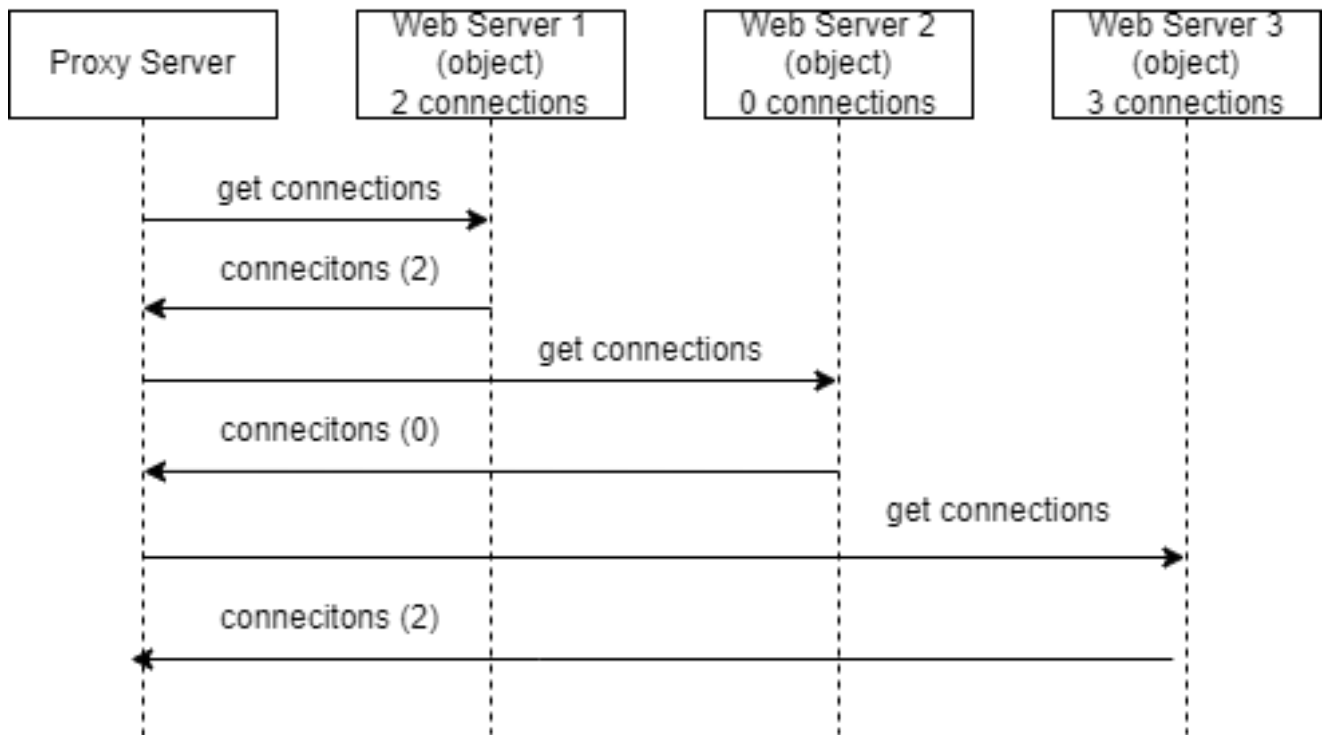 Proxy Server
Web Server 1
(object)
2 connections
Web Server 2
(object)
0 connections
Web Server 3
(object)
3 connections
get connections
connecitons (2)
get connections
connecitons (0)
get connections
connecitons (2)